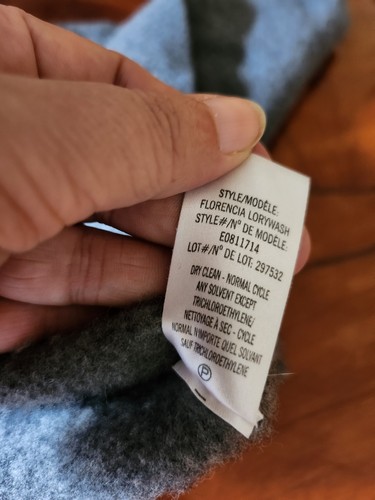 STYLE/MODÈLE:
FLORENCIA LORYWASH
STYLE#/N° DE MODÈLE:
E0811714
LOT#/N° DE LOT: 297532
DRY CLEAN - NORMAL CYCLE
ANY SOLVENT EXCEPT
TRICHLOROETHYLENE/
NETTOYAGE À SEC - CYCLE
NORMAL N'IMPORTE QUEL SOLVANT
SAUF TRICHLOROETHYLENE
P